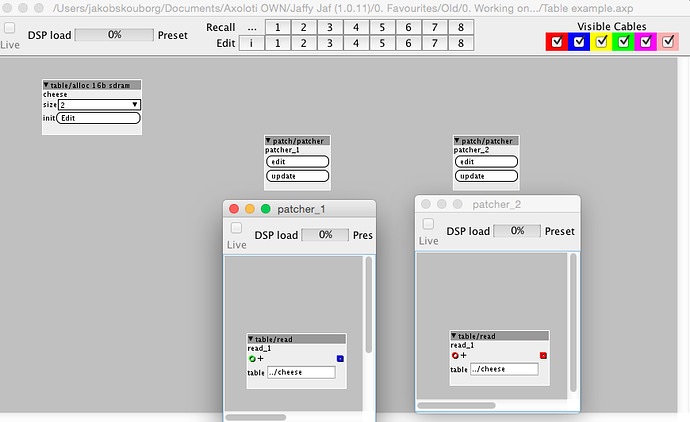 /Users/jakobskouborg/Documents/Axoloti OWN/Jaffy Jaf (1.0.11)/0. Favourites/Old/0. Working on.../Table example.axp
Live
DSP load 0% Preset
Recall ... 1 2 3 4 5 6 7 8
Edit i 1 2 3 4 5 6 7 8
Visible Cables
table/alloc 16b sdram
cheese
size 2
init Edit
patch/patcher
patcher_1
edit
update
patch/patcher
patcher_2
edit
update
patcher_1
Live
DSP load 0% Pres
table/read
read_1
+
table ../cheese
patcher_2
Live
DSP load 0% Preset
table/read
read_1
+
table ../cheese